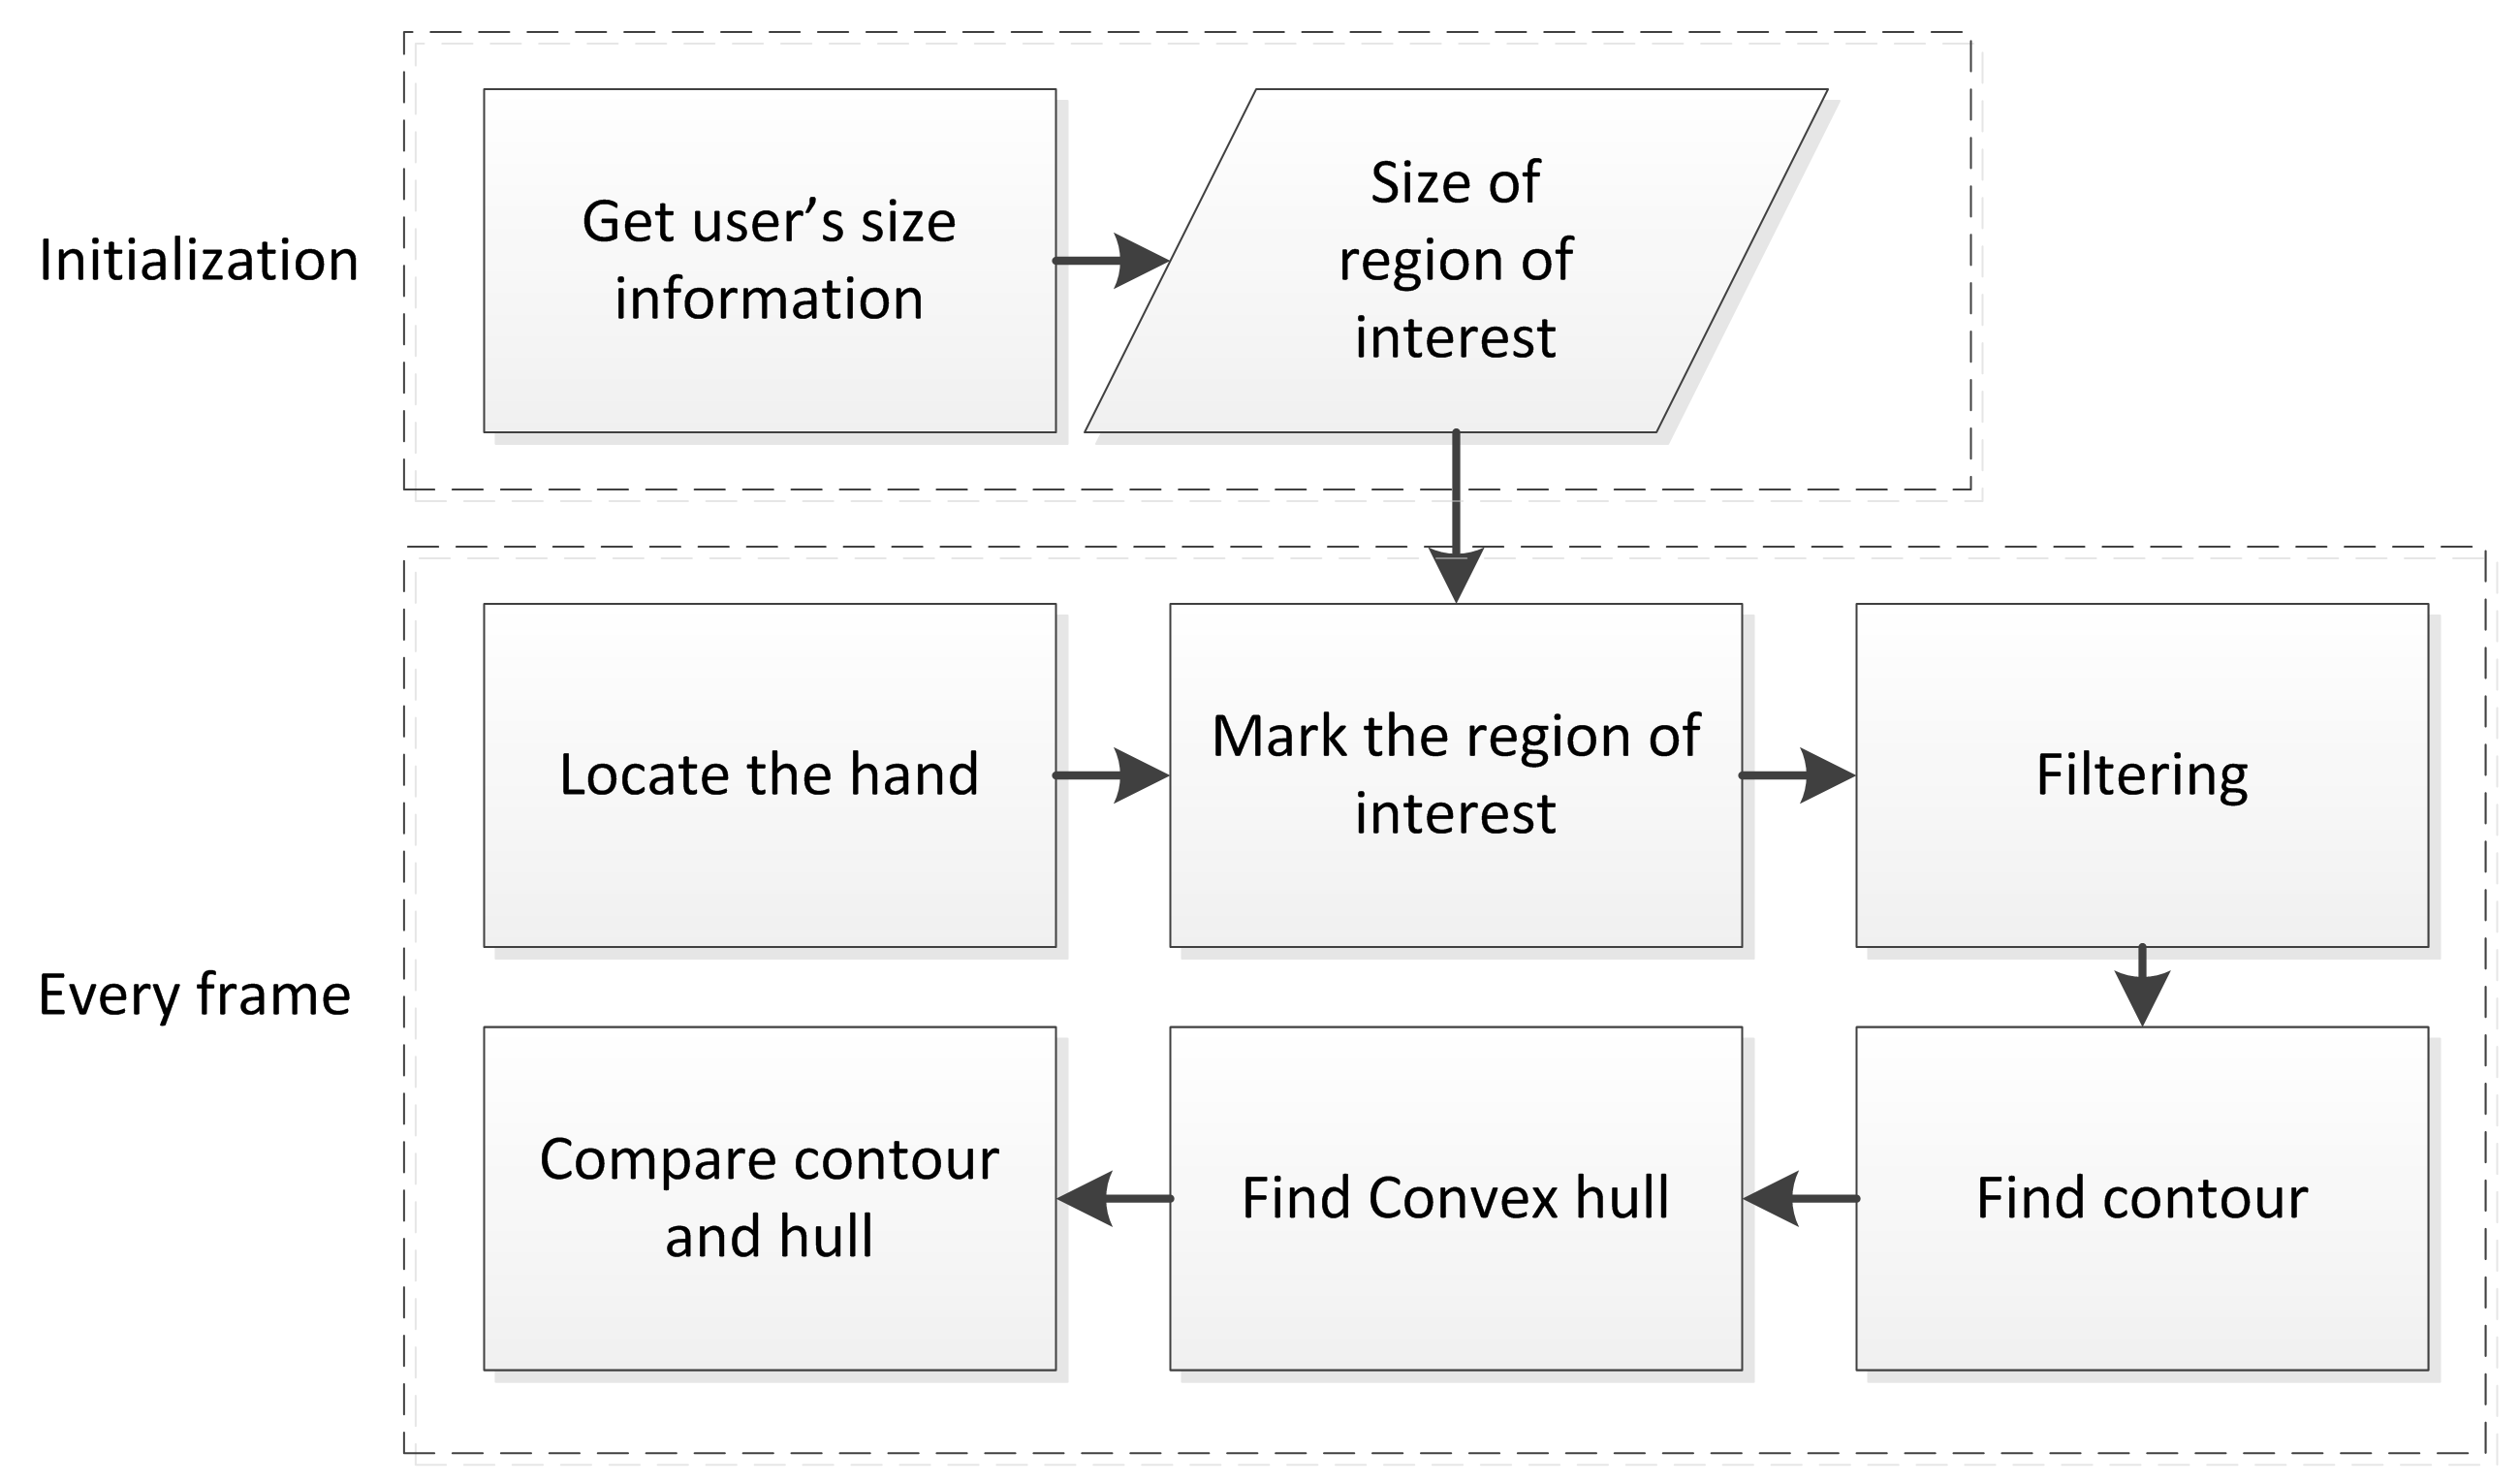 Initialization
Get user's size
information
Size of
region of
interest
Every frame
Locate the hand
Mark the region of
interest
Filtering
Compare contour
and hull
Find Convex hull
Find contour